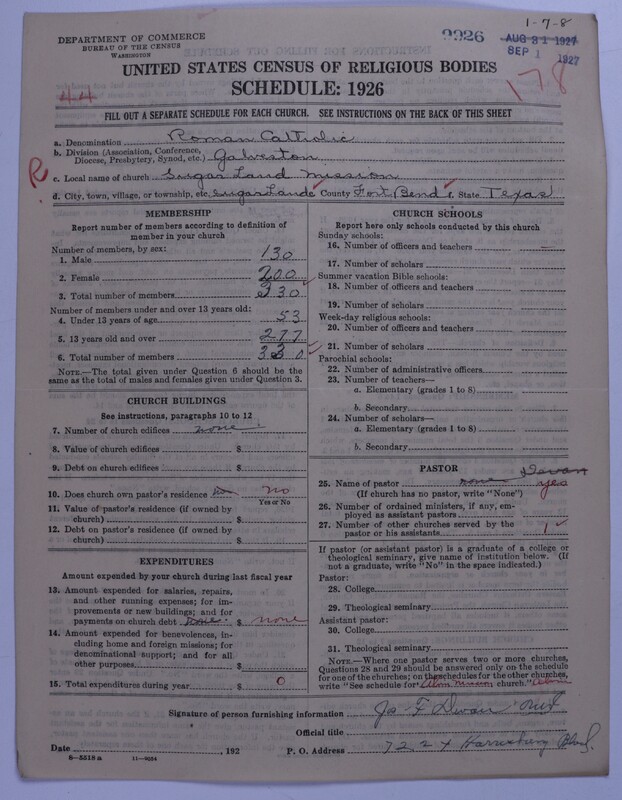 1-7-8
DEPARTMENT OF COMMERCE
BUREAU OF THE CENSUS
WASHINGTON
9926
AUG 31 1927
SEP 1 1927
178
44
UNITED STATES CENSUS OF RELIGIOUS BODIES
SCHEDULE: 1926
FILL OUT A SEPARATE SCHEDULE FOR EACH CHURCH. SEE INSTRUCTIONS ON THE BACK OF THIS SHEET
a. Denomination Roman Catholic
b. Division (Association, Conference, Diocese, Presbytery, Synod, etc.) Galveston
R
c. Local name of church Sugar Land Mission
d. City, town, village, or township, etc. Sugar Land County Fort Bend State Texas
MEMBERSHIP
Report number of members according to definition of
member in your church
Number of members, by sex:
1. Male 130
2. Female 200
3. Total number of members 330
Number of members under and over 13 years old:
4. Under 13 years of age 53
5. 13 years old and over 277
6. Total number of members 330
NOTE.—The total given under Question 6 should be
same as the total of males and females given under Question 3.
CHURCH BUILDINGS
See instructions, paragraphs 10 to 12
7. Number of church edifices none
8. Value of church edifices $
9. Debt on church edifices $
10. Does church own pastor's residence no No
Yes or No
11. Value of pastor's residence (if owned by
church) $
12. Debt on pastor's residence (if owned by
church) $
EXPENDITURES
Amount expended by your church during last fiscal year
13. Amount expended for salaries, repairs,
and other running expenses; for im-
provements or new buildings; and for
payments on church debt none $ none
14. Amount expended for benevolences, in-
cluding home and foreign missions; for
denominational support; and for all
other purposes $
15. Total expenditures during year $ 0
CHURCH SCHOOLS
Report here only schools conducted by this church
Sunday schools:
16. Number of officers and teachers
17. Number of scholars
Summer vacation Bible schools:
18. Number of officers and teachers
19. Number of scholars
Week-day religious schools:
20. Number of officers and teachers
21. Number of scholars
Parochial schools:
22. Number of administrative officers
23. Number of teachers—
a. Elementary (grades 1 to 8)
b. Secondary
24. Number of scholars—
a. Elementary (grades 1 to 8)
b. Secondary
PASTOR
25. Name of pastor none Dwan
yes
(If church has no pastor, write "None")
26. Number of ordained ministers, if any, em-
ployed as assistant pastors
27. Number of other churches served by the
pastor or his assistants 1
If pastor (or assistant pastor) is a graduate of a college or
theological seminary, give name of institution below. (If
not a graduate, write "No" in the space indicated.)
Pastor:
28. College
29. Theological seminary
Assistant pastor:
30. College
31. Theological seminary
NOTE.—Where one pastor serves two or more churches,
Questions 28 and 29 should be answered only on the schedule
for one of the churches; on the schedules for the other churches,
write "See schedule for Mission church."
Signature of person furnishing information Js F Dwan
Official title
Date , 192 P. O. Address 7224 Harrisburg Blvd.
8—5518 a 11—9024